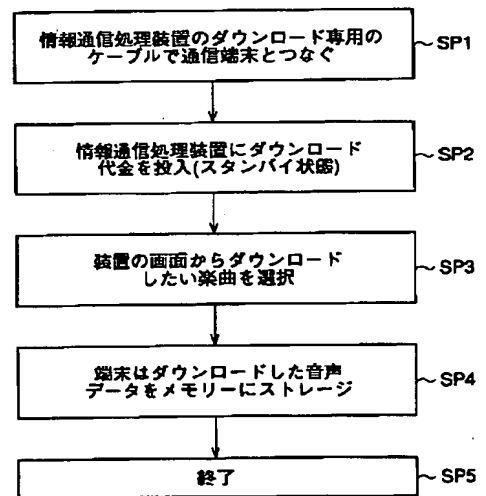 情報通信処理装置のダウンロード専用の
ケーブルで通信端末とつなぐ
~SP1
情報通信処理装置にダウンロード
代金を投入(スタンバイ状態)
~SP2
装置の画面からダウンロード
したい楽曲を選択
~SP3
端末はダウンロードした音声
データをメモリーにストレージ
~SP4
終了
~SP5